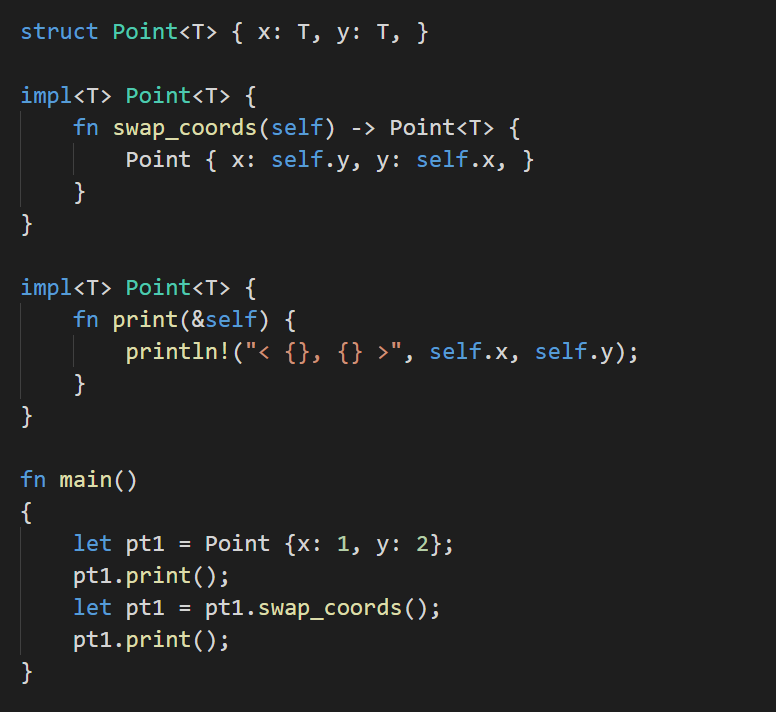 struct Point<T> { x: T, y: T, }
impl<T> Point<T> {
    fn swap_coords(self) -> Point<T> {
        Point { x: self.y, y: self.x, }
    }
}
impl<T> Point<T> {
    fn print(&self) {
        println!("< {}, {} >", self.x, self.y);
    }
}
fn main()
{
    let pt1 = Point {x: 1, y: 2};
    pt1.print();
    let pt1 = pt1.swap_coords();
    pt1.print();
}